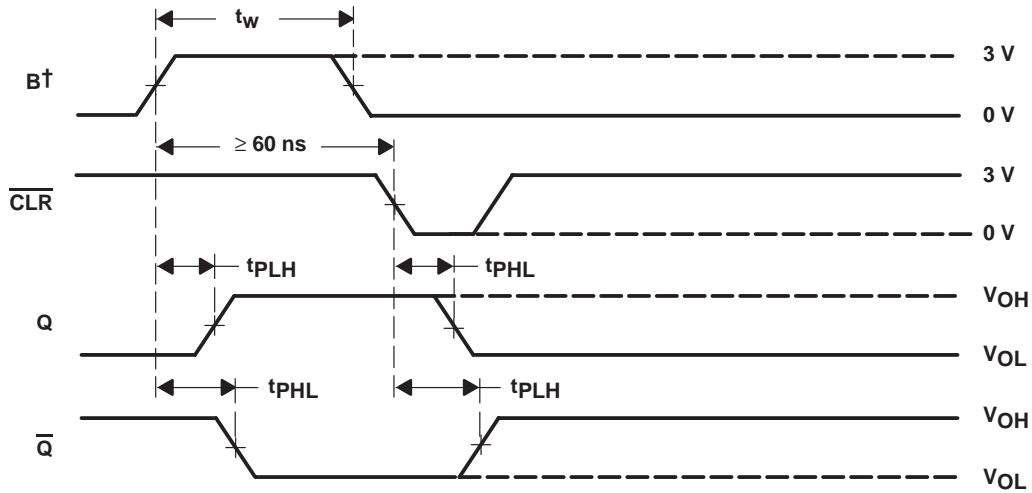 tw
B† 3 V
0 V
≥ 60 ns
CLR 3 V
0 V
tPLH tPHL
Q VOH
VOL
tPHL tPLH
Q VOH
VOL